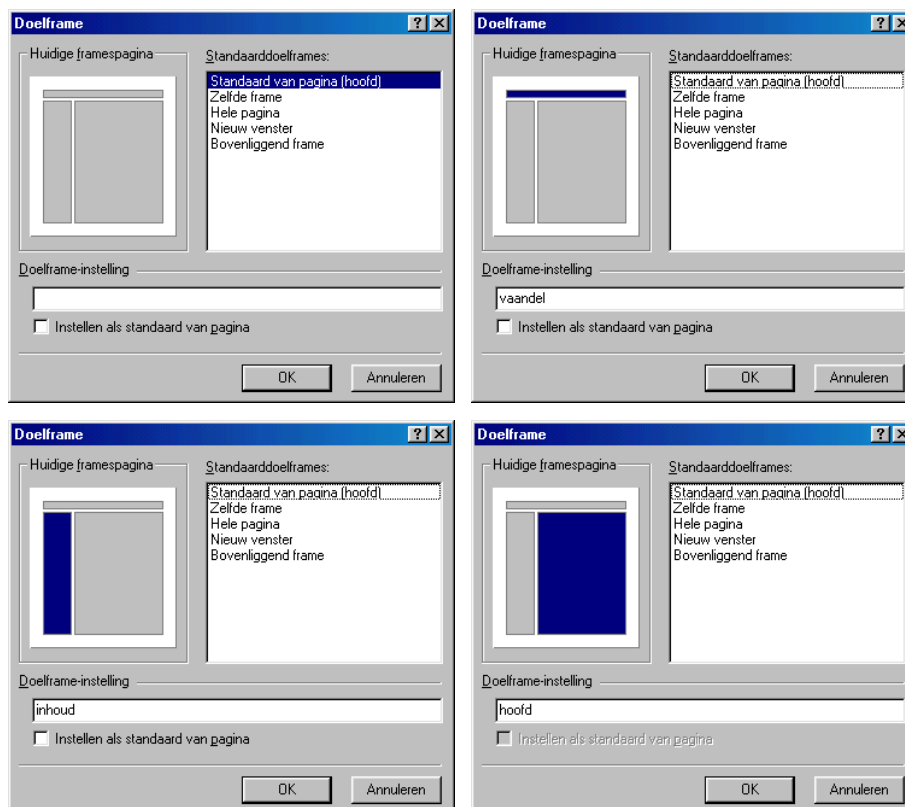 Doelframe
Huidige framespagina
Standaarddoelframes:
Standaard van pagina (hoofd)
Zelfde frame
Hele pagina
Nieuw venster
Bovenliggend frame
Doelframe-instelling
Instellen als standaard van pagina
OK
Annuleren
Doelframe
Huidige framespagina
Standaarddoelframes:
Standaard van pagina (hoofd)
Zelfde frame
Hele pagina
Nieuw venster
Bovenliggend frame
Doelframe-instelling
vaandel
Instellen als standaard van pagina
OK
Annuleren
Doelframe
Huidige framespagina
Standaarddoelframes:
Standaard van pagina (hoofd)
Zelfde frame
Hele pagina
Nieuw venster
Bovenliggend frame
Doelframe-instelling
inhoud
Instellen als standaard van pagina
OK
Annuleren
Doelframe
Huidige framespagina
Standaarddoelframes:
Standaard van pagina (hoofd)
Zelfde frame
Hele pagina
Nieuw venster
Bovenliggend frame
Doelframe-instelling
hoofd
Instellen als standaard van pagina
OK
Annuleren